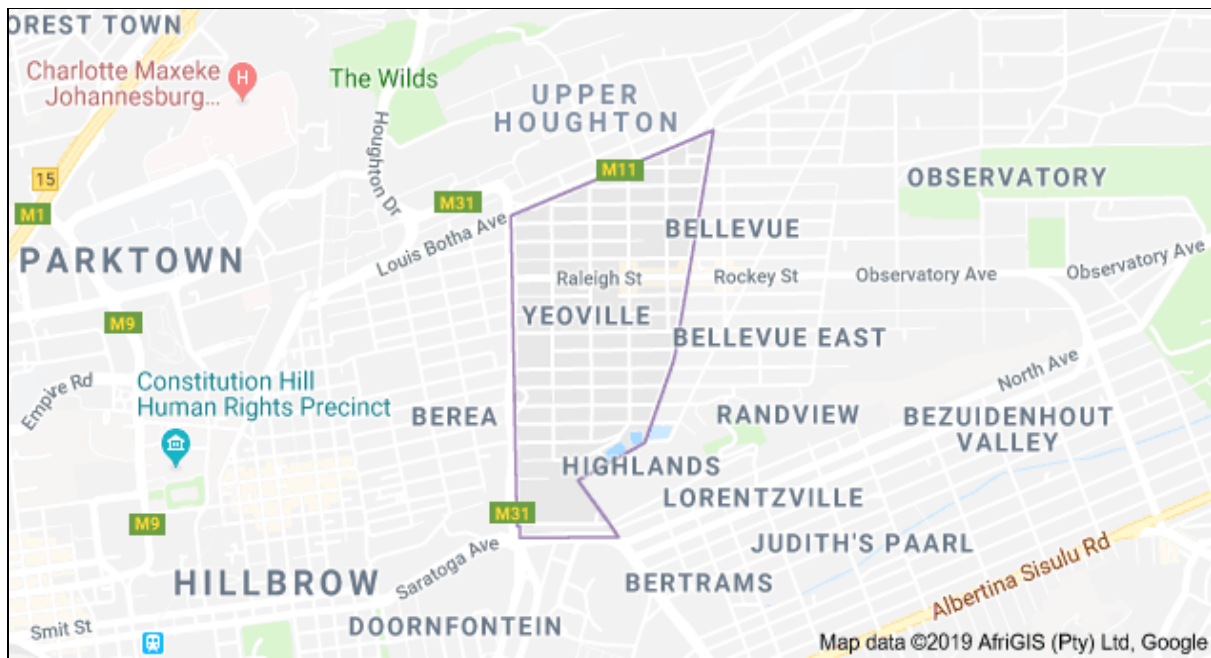 OREST TOWN
Charlotte Maxeke
Johannesburg...
H
The Wilds
UPPER
HOUGHTON
Houghton Dr
M11
15
M1
M31
OBSERVATORY
BELLEVUE
Louis Botha Ave
PARKTOWN
Raleigh St
Rockey St
Observatory Ave
Observatory Ave
M9
YEOVILLE
BELLEVUE EAST
North Ave
Empire Rd
Constitution Hill
Human Rights Precinct
BEREA
RANDVIEW
BEZUIDENHOUT
VALLEY
HIGHLANDS
LORENTZVILLE
M31
M9
JUDITH'S PAARL
Saratoga Ave
HILLBROW
BERTRAMS
Albertina Sisulu Rd
Smit St
DOORNFONTEIN
Map data ©2019 AfriGIS (Pty) Ltd, Google